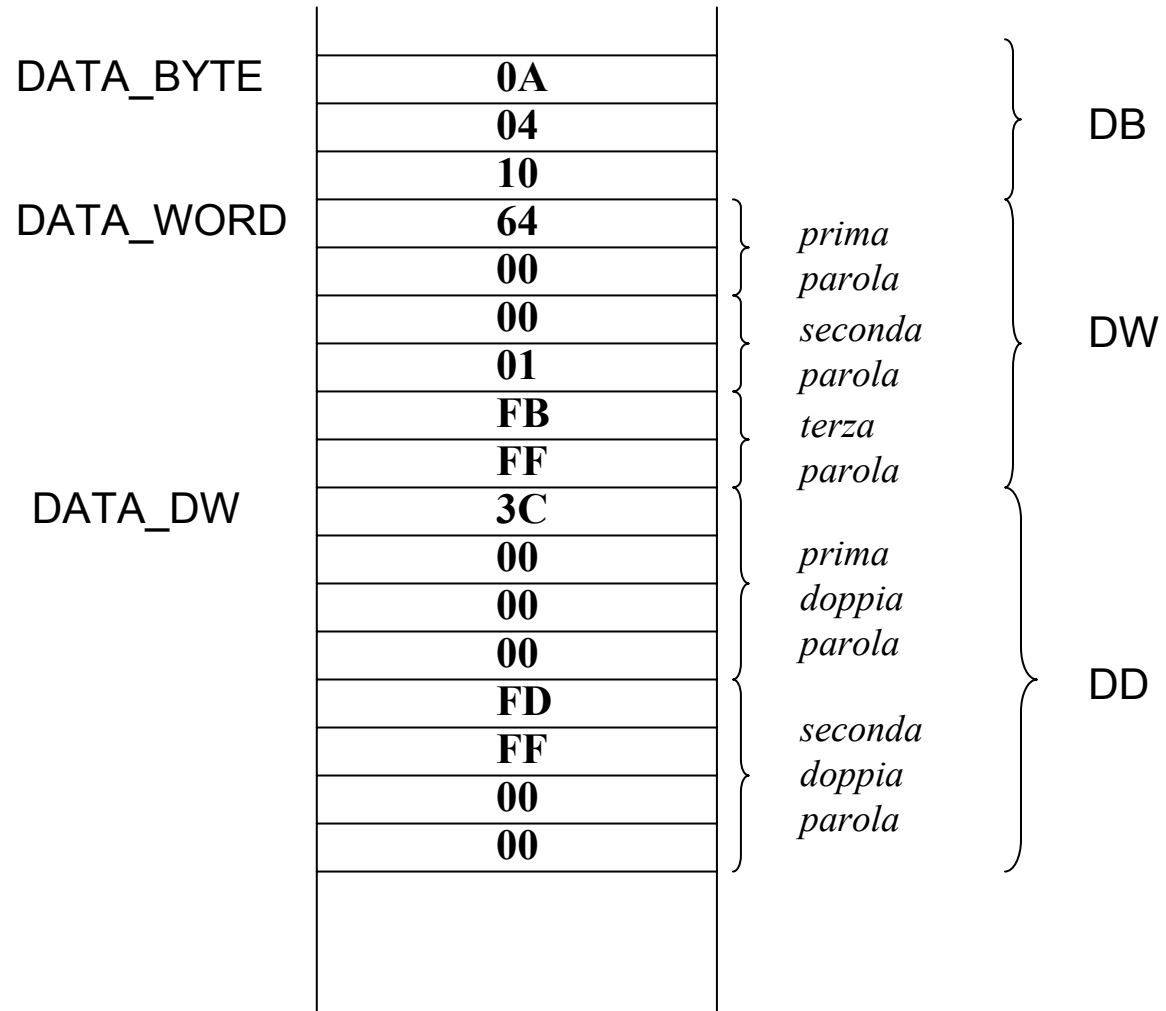 DATA_BYTE 0A
04 DB
10
DATA_WORD 64 prima
00 parola
00 seconda DW
01 parola
FB terza
FF parola
DATA_DW 3C
00 prima
00 doppia
00 parola
FD DD
FF seconda
00 doppia
00 parola